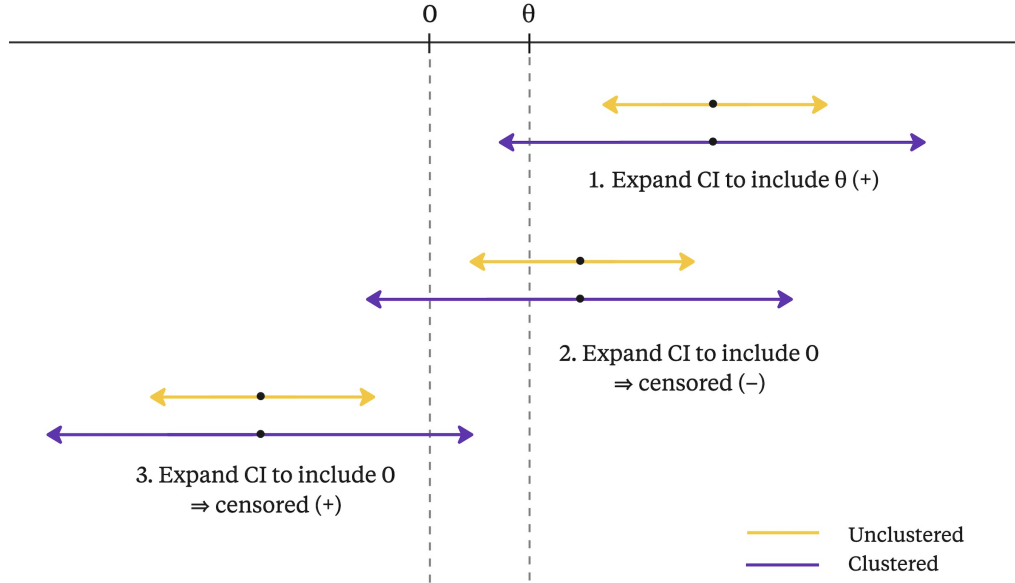 0 θ
1. Expand CI to include θ (+)
2. Expand CI to include 0
⇒ censored (−)
3. Expand CI to include 0
⇒ censored (+)
Unclustered
Clustered